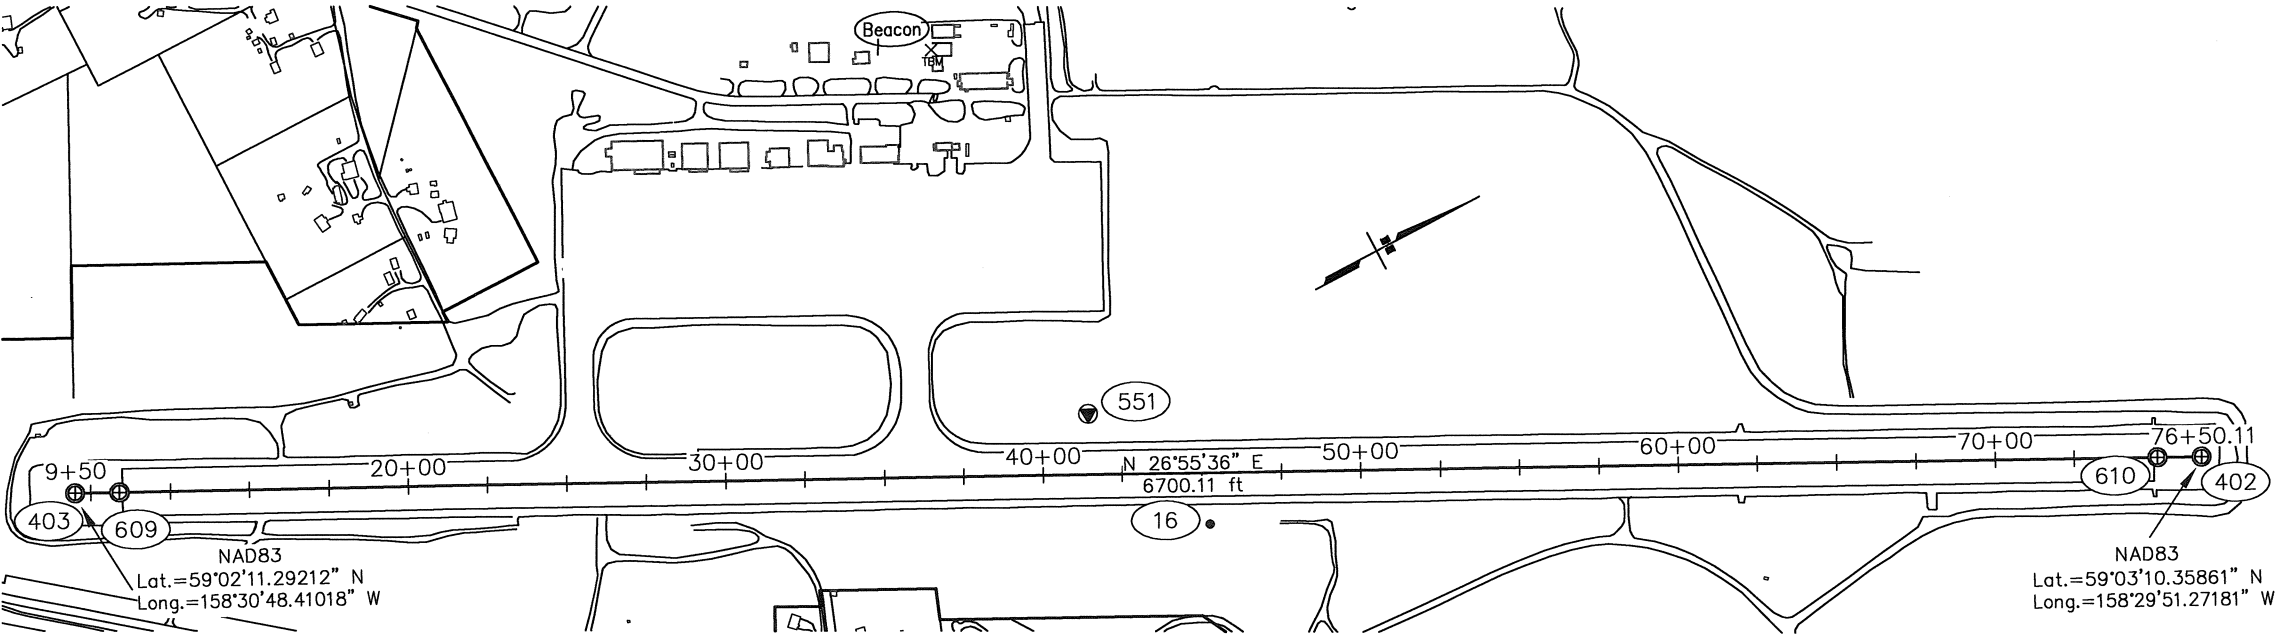 Beacon
TBM
551
9+50
20+00
30+00
40+00
50+00
60+00
70+00
76+50.11
N 26°55'36" E
6700.11 ft
403
609
16
610
402
NAD83
Lat.=59°02'11.29212" N
Long.=158°30'48.41018" W
NAD83
Lat.=59°03'10.35861" N
Long.=158°29'51.27181" W